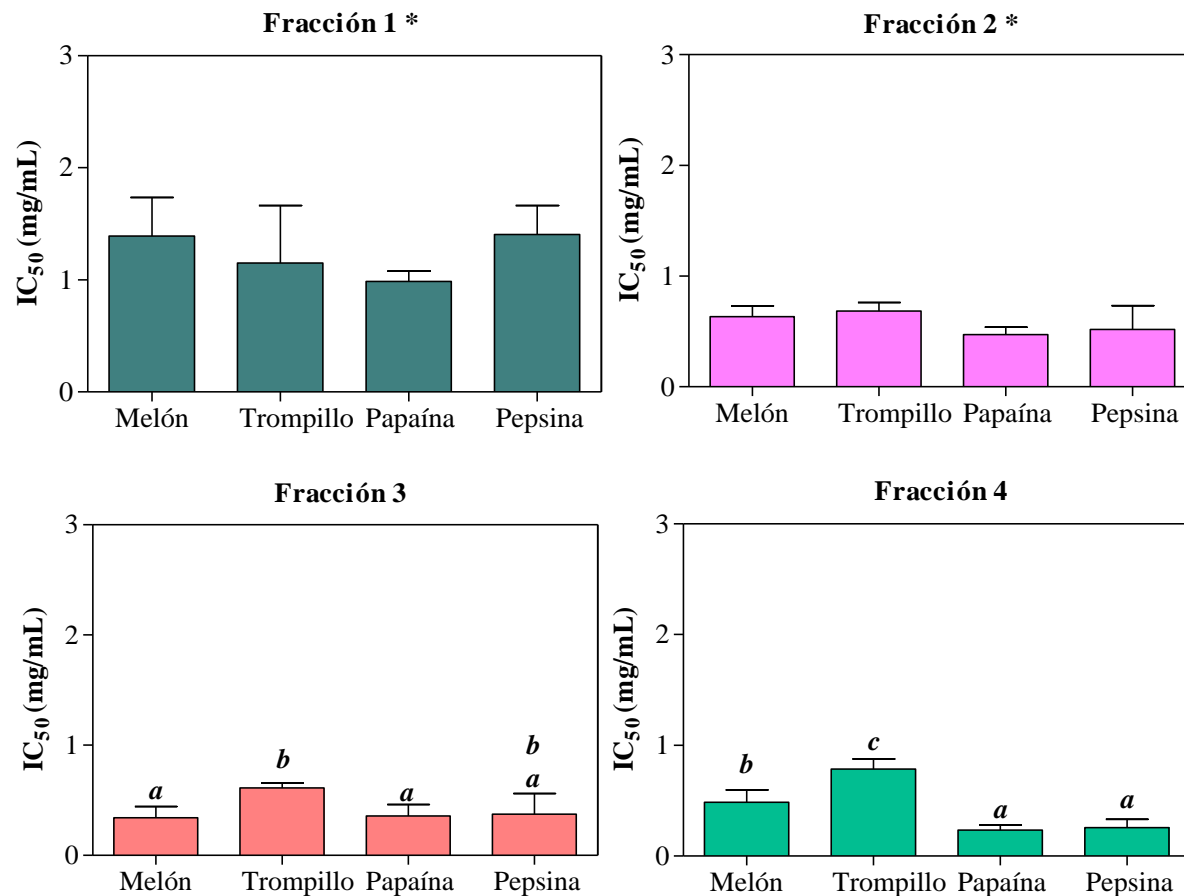 Fracción 1 *
IC50 (mg/mL)
3
2
1
0
Melón Trompillo Papaína Pepsina
Fracción 2 *
IC50 (mg/mL)
3
2
1
0
Melón Trompillo Papaína Pepsina
Fracción 3
IC50 (mg/mL)
3
2
1
0
b
a b a a
Melón Trompillo Papaína Pepsina
Fracción 4
IC50 (mg/mL)
3
2
1
0
b c a a
Melón Trompillo Papaína Pepsina